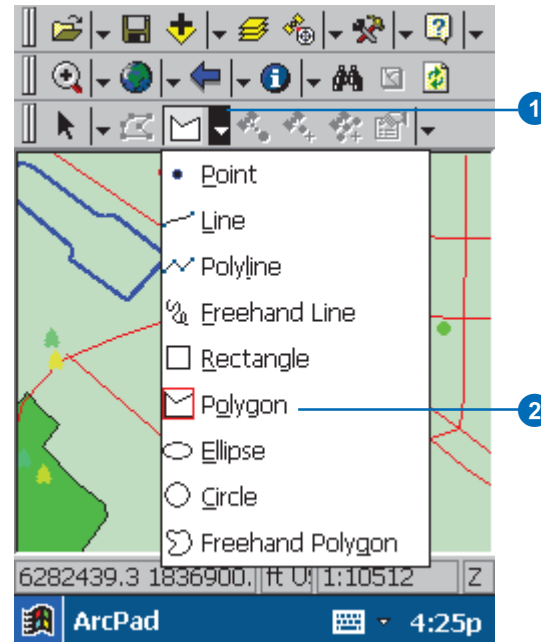 1
Point
Line
Polyline
Freehand Line
Rectangle
Polygon
2
Ellipse
Circle
Freehand Polygon
6282439.3 1836900. ft U 1:10512 Z
ArcPad 4:25p